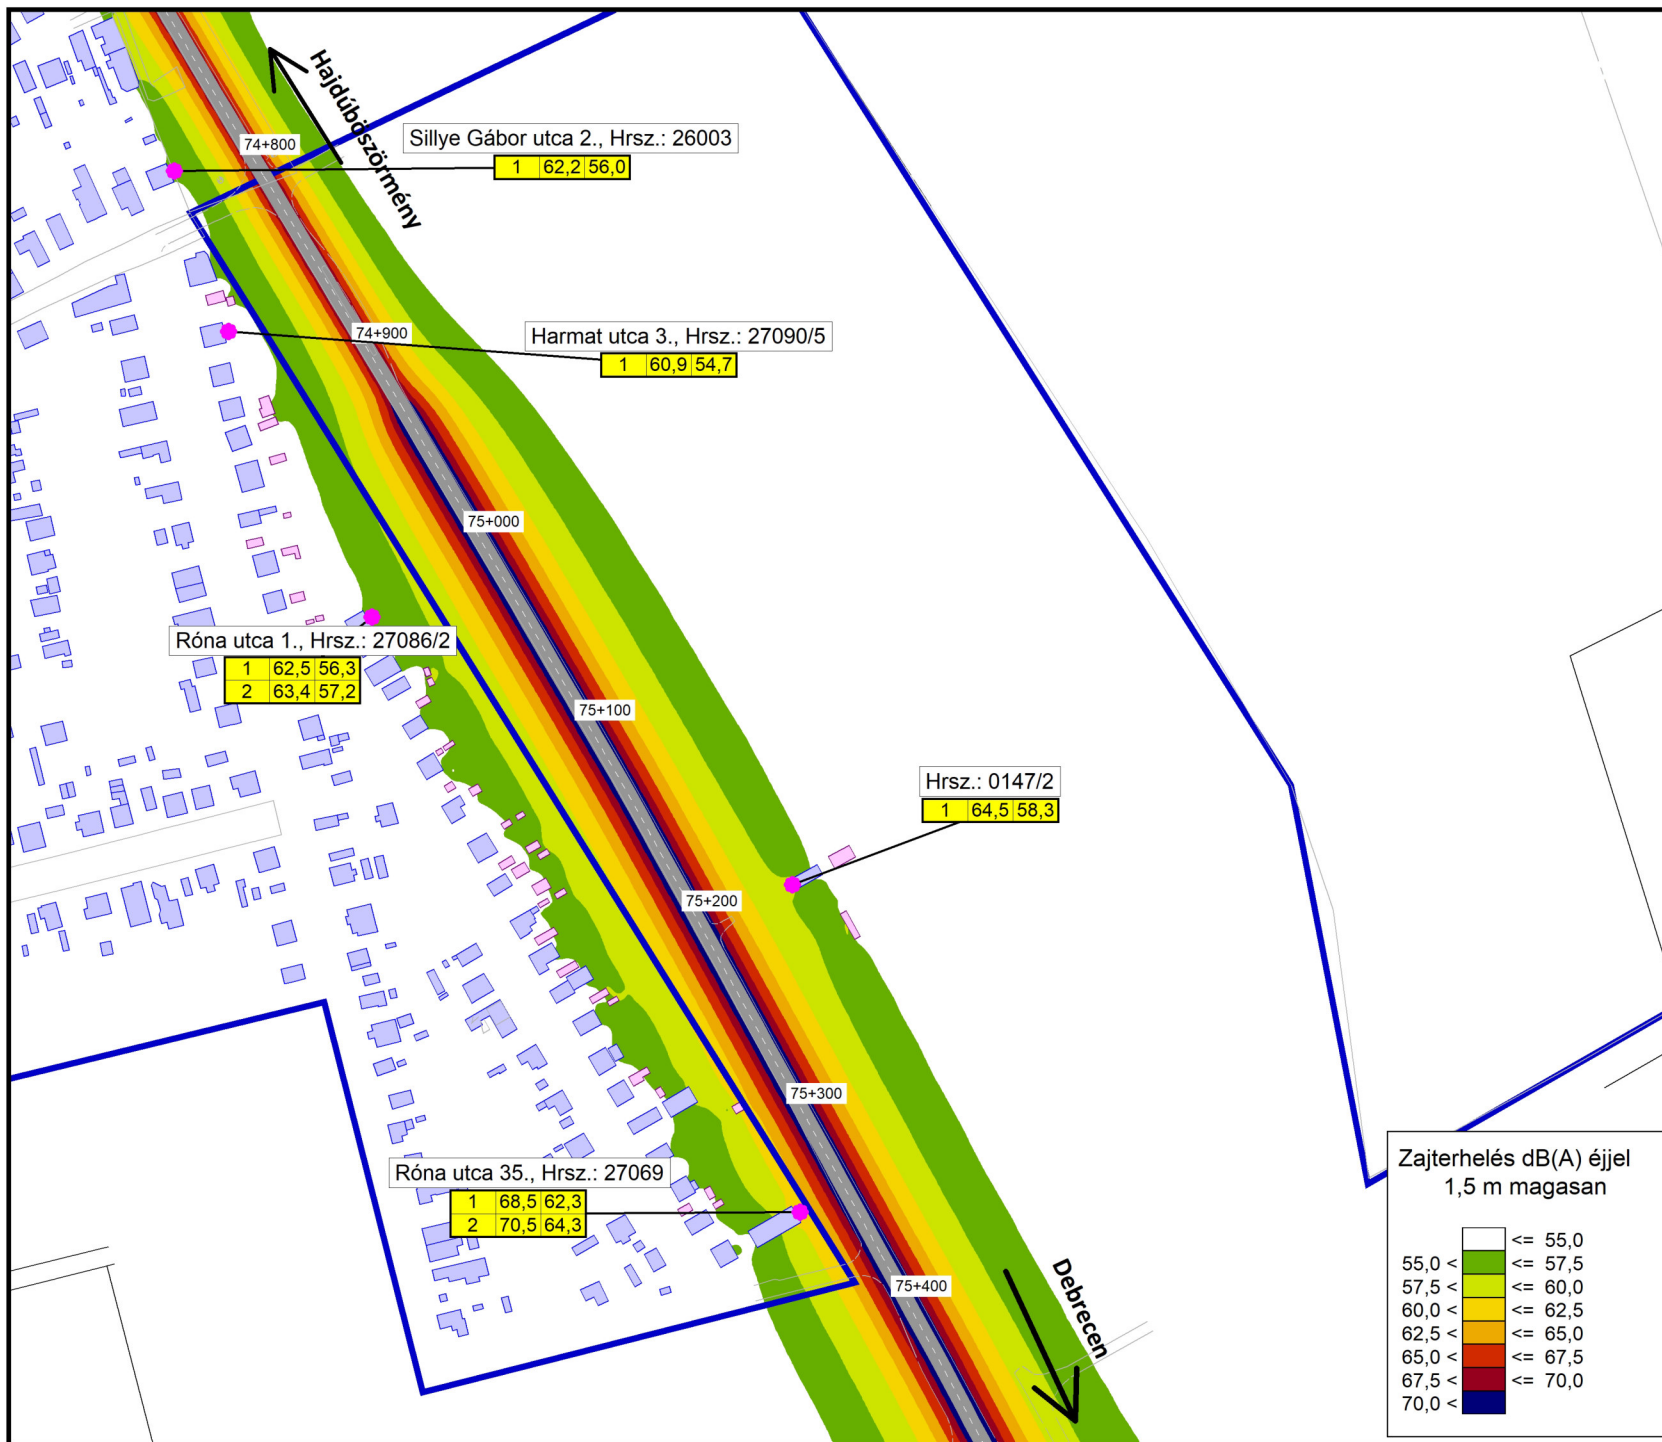 Hajdúböszörmény
74+800
Sillye Gábor utca 2., Hrsz.: 26003
1 62,2 56,0
74+900
Harmat utca 3., Hrsz.: 27090/5
1 60,9 54,7
75+000
Róna utca 1., Hrsz.: 27086/2
1 62,5 56,3
2 63,4 57,2
75+100
Hrsz.: 0147/2
1 64,5 58,3
75+200
75+300
Róna utca 35., Hrsz.: 27069
1 68,5 62,3
2 70,5 64,3
75+400
Debrecen
Zajterhelés dB(A) éjjel
1,5 m magasan
<= 55,0
55,0 < <= 57,5
57,5 < <= 60,0
60,0 < <= 62,5
62,5 < <= 65,0
65,0 < <= 67,5
67,5 < <= 70,0
70,0 <